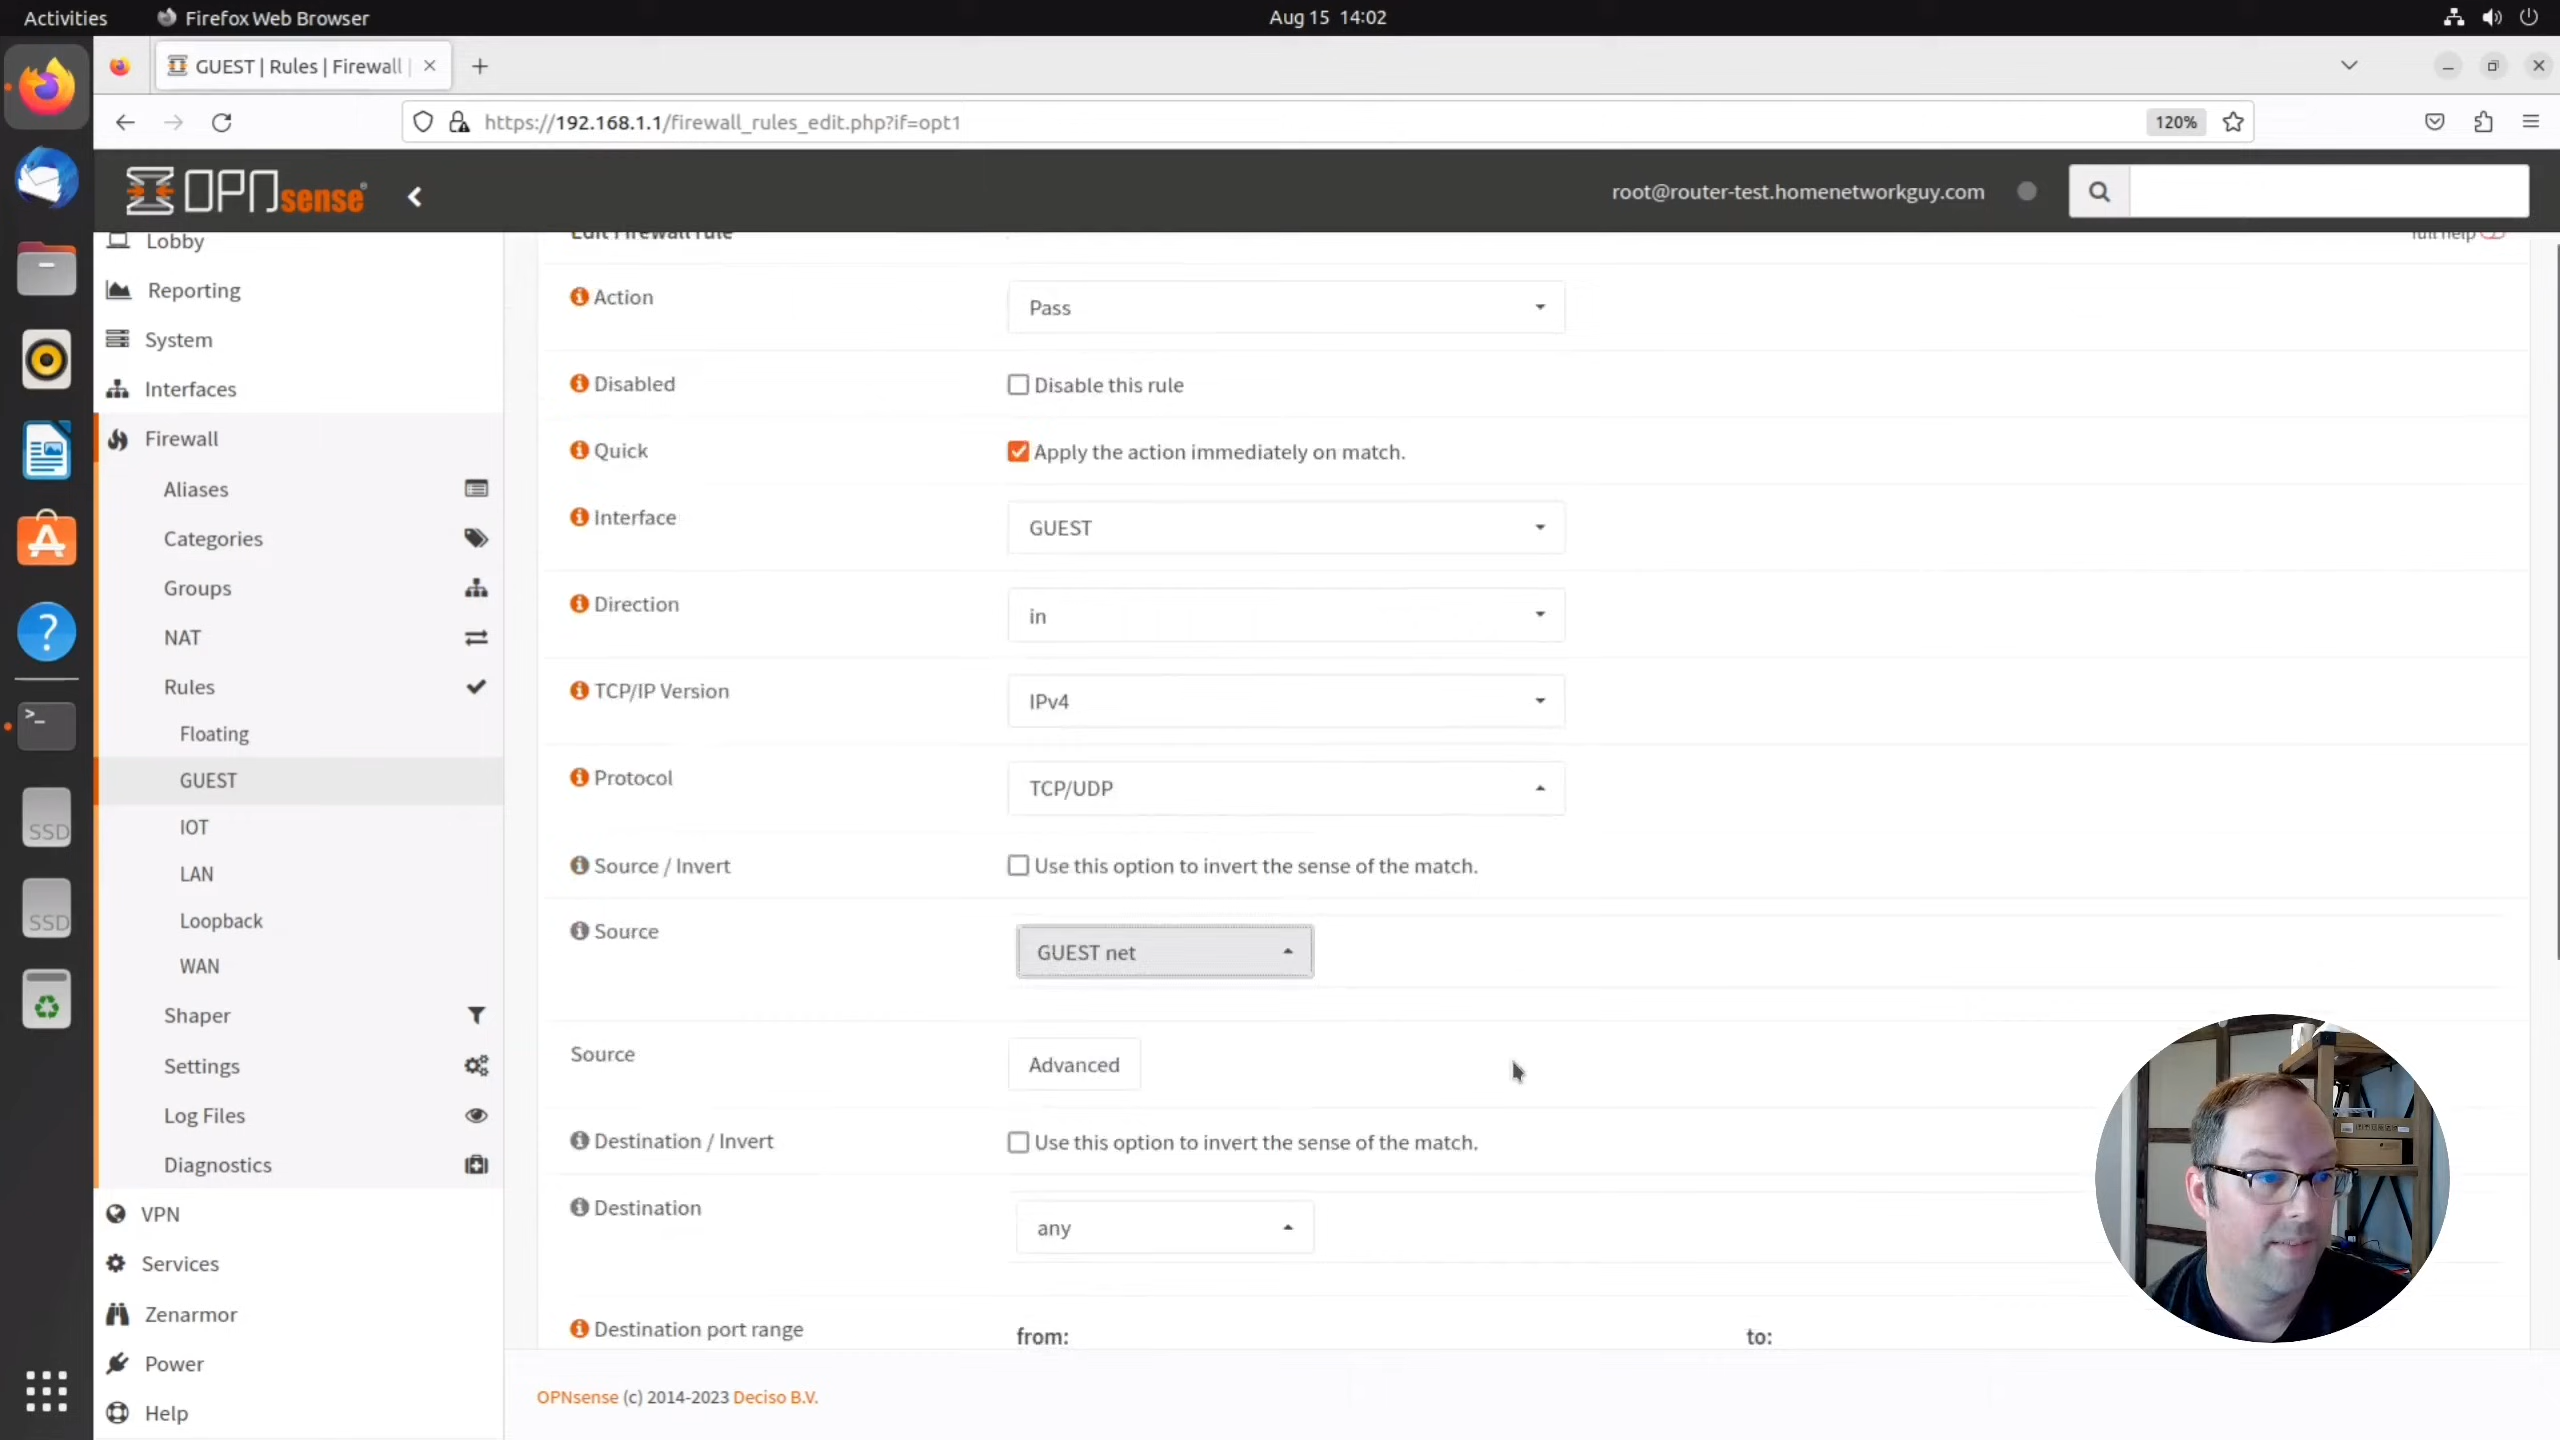 Activities
Firefox Web Browser
Aug 15 14:02
GUEST | Rules | Firewall |
https://192.168.1.1/firewall_rules_edit.php?if=opt1
120%
OPNsense
root@router-test.homenetworkguy.com
Lobby
Reporting
System
Interfaces
Firewall
Aliases
Categories
Groups
NAT
Rules
Floating
GUEST
IOT
LAN
Loopback
WAN
Shaper
Settings
Log Files
Diagnostics
VPN
Services
Zenarmor
Power
Help
SSD
SSD
Edit Firewall rule
full help
Action
Pass
Disabled
Disable this rule
Quick
Apply the action immediately on match.
Interface
GUEST
Direction
in
TCP/IP Version
IPv4
Protocol
TCP/UDP
Source / Invert
Use this option to invert the sense of the match.
Source
GUEST net
Source
Advanced
Destination / Invert
Use this option to invert the sense of the match.
Destination
any
Destination port range
from:
to:
OPNsense (c) 2014-2023 Deciso B.V.